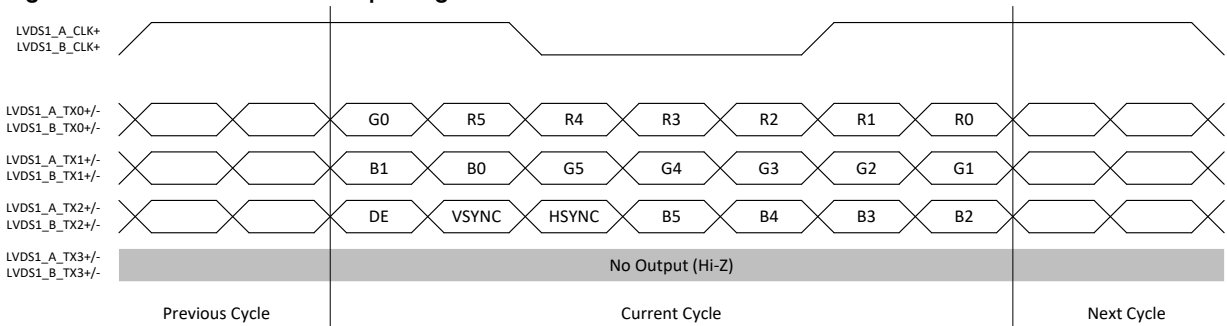 LVDS1_A_CLK+
LVDS1_B_CLK+
LVDS1_A_TX0+/-
LVDS1_B_TX0+/-
G0 R5 R4 R3 R2 R1 R0
LVDS1_A_TX1+/-
LVDS1_B_TX1+/-
B1 B0 G5 G4 G3 G2 G1
LVDS1_A_TX2+/-
LVDS1_B_TX2+/-
DE VSYNC HSYNC B5 B4 B3 B2
LVDS1_A_TX3+/-
LVDS1_B_TX3+/-
No Output (Hi-Z)
Previous Cycle Current Cycle Next Cycle